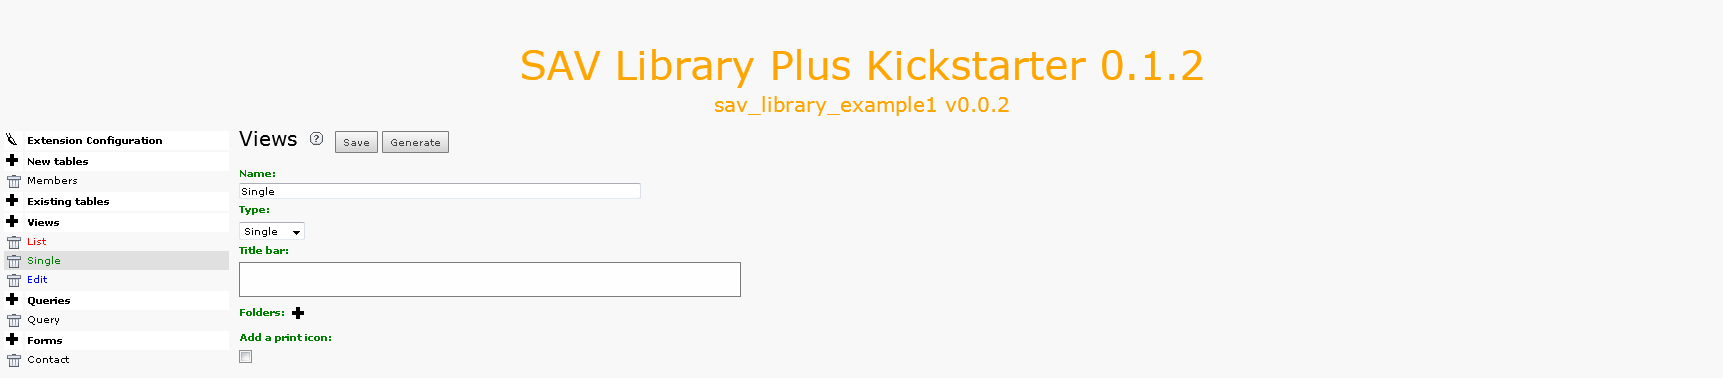 SAV Library Plus Kickstarter 0.1.2
sav_library_example1 v0.0.2
Extension Configuration
New tables
Members
Existing tables
Views
List
Single
Edit
Queries
Query
Forms
Contact
Views ? Save Generate
Name:
Single
Type:
Single
Title bar:
Folders:
Add a print icon: